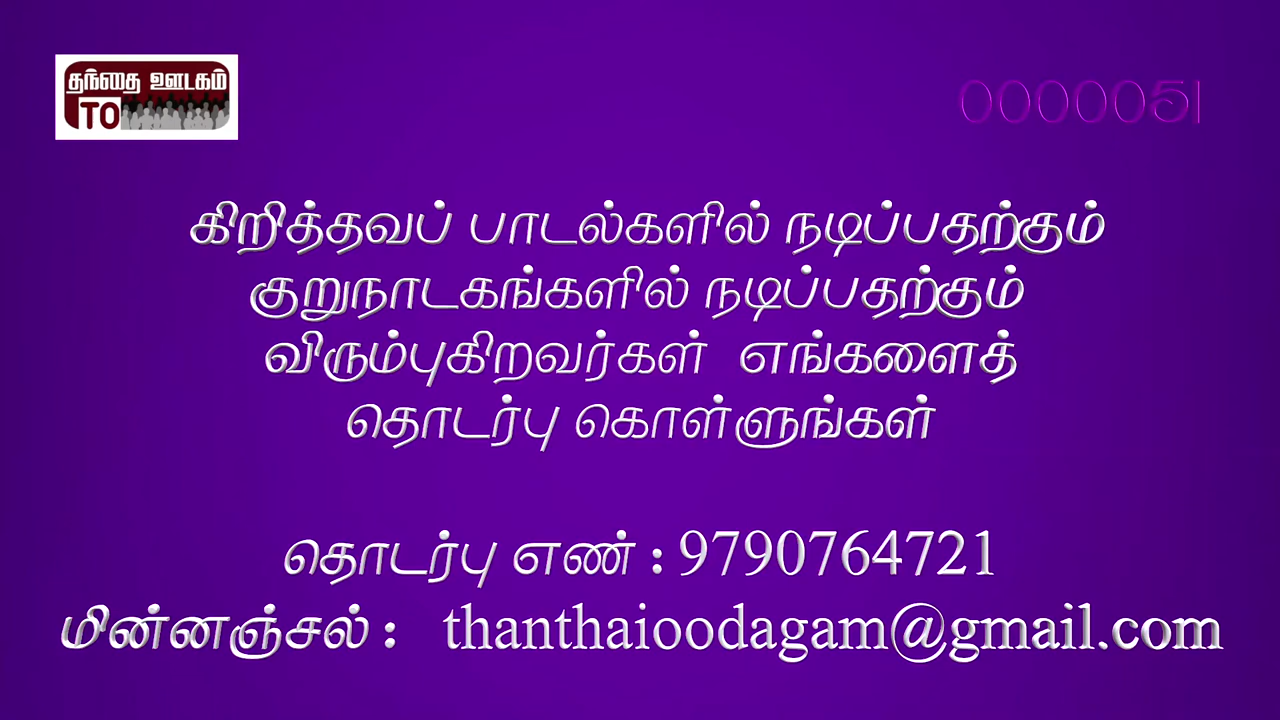 தந்தை ஊடகம்
TO
கிறித்தவப் பாடல்களில் நடிப்பதற்கும்
குறுநாடகங்களில் நடிப்பதற்கும்
விரும்புகிறவர்கள் எங்களைத்
தொடர்பு கொள்ளுங்கள்
தொடர்பு எண் : 9790764721
மின்னஞ்சல் : thanthaioodagam@gmail.com